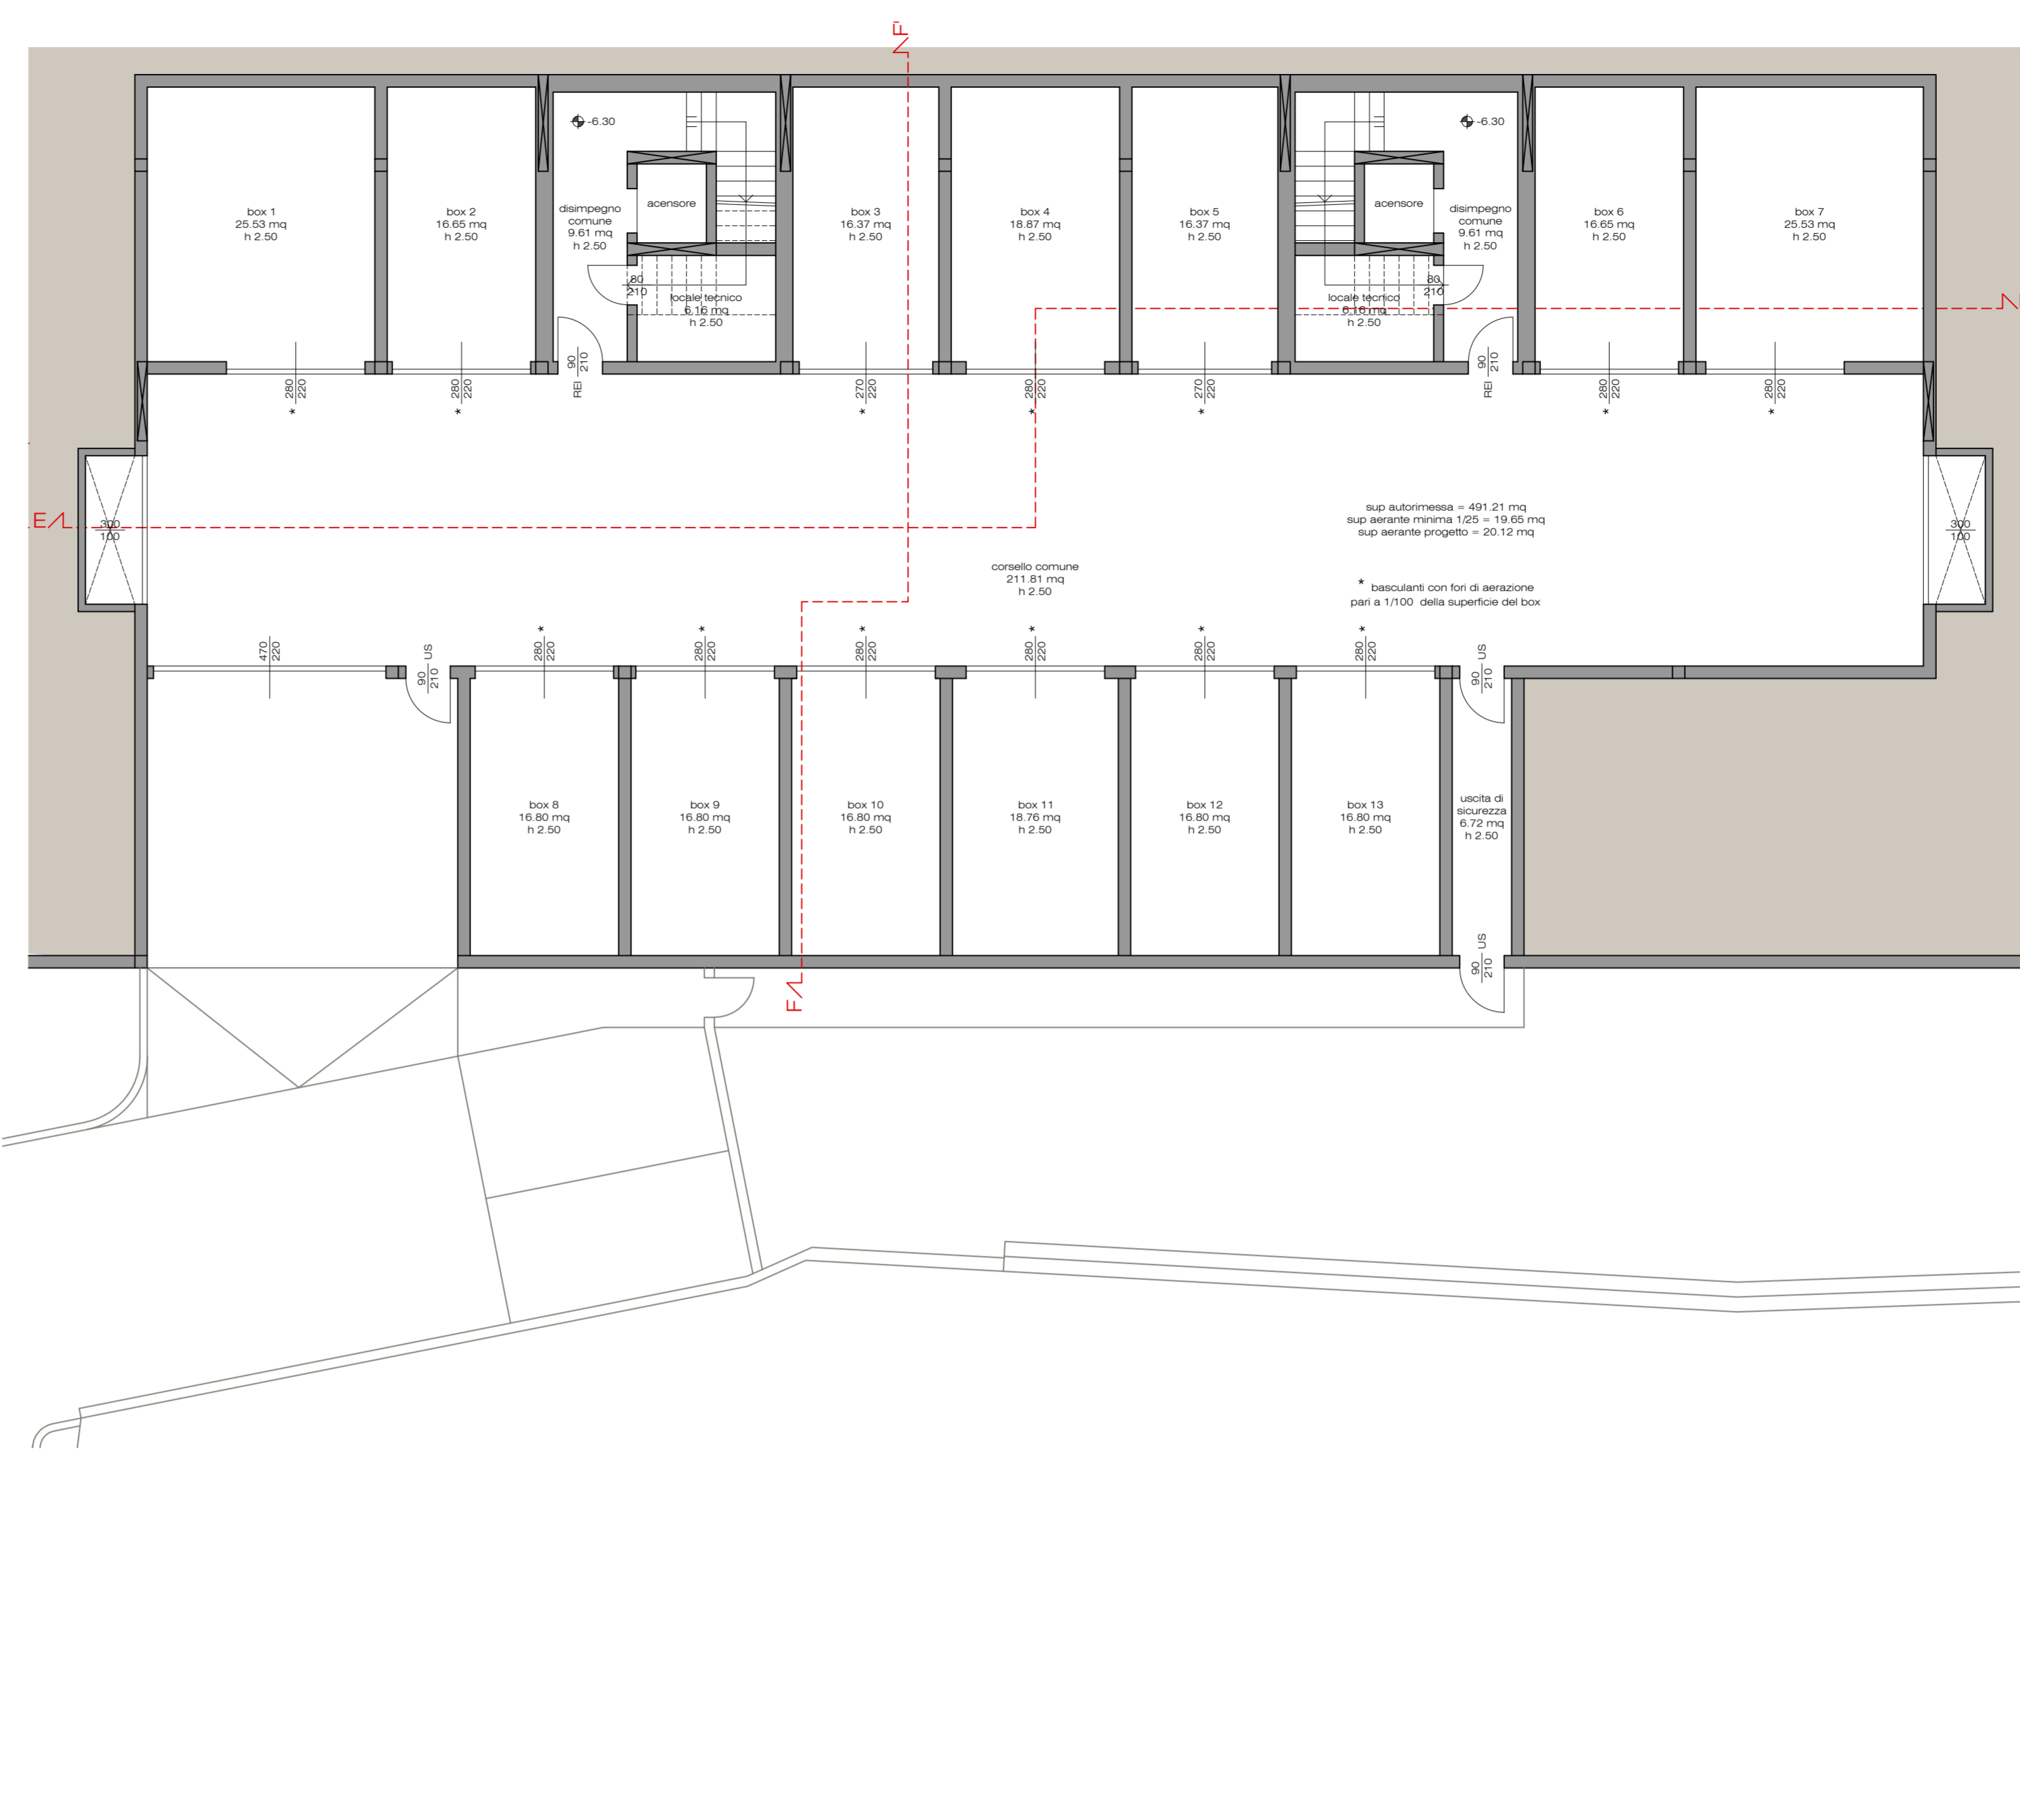 F
-6.30
-6.30
acensore
acensore
box 1
25.53 mq
h 2.50
box 2
16.65 mq
h 2.50
disimpegno
comune
9.61 mq
h 2.50
box 3
16.37 mq
h 2.50
box 4
18.87 mq
h 2.50
box 5
16.37 mq
h 2.50
disimpegno
comune
9.61 mq
h 2.50
box 6
16.65 mq
h 2.50
box 7
25.53 mq
h 2.50
80
210
locale tecnico
6.16 mq
h 2.50
80
210
locale tecnico
6.16 mq
h 2.50
280
220
*
280
220
*
REI 90
210
270
220
*
280
220
*
270
220
*
REI 90
210
280
220
*
280
220
*
E
300
100
300
100
sup autorimessa = 491.21 mq
sup aerante minima 1/25 = 19.65 mq
sup aerante progetto = 20.12 mq
corsello comune
211.81 mq
h 2.50
* basculanti con fori di aerazione
pari a 1/100 della superficie del box
470
220
90 US
210
280 *
220
280 *
220
280 *
220
280 *
220
280 *
220
280 *
220
90 US
210
box 8
16.80 mq
h 2.50
box 9
16.80 mq
h 2.50
box 10
16.80 mq
h 2.50
box 11
18.76 mq
h 2.50
box 12
16.80 mq
h 2.50
box 13
16.80 mq
h 2.50
uscita di
sicurezza
6.72 mq
h 2.50
90 US
210
F